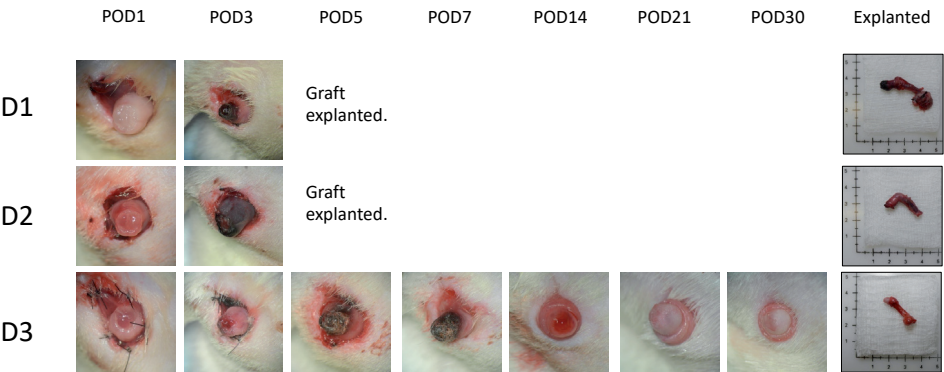 POD1 POD3 POD5 POD7 POD14 POD21 POD30 Explanted
D1
Graft
explanted.
D2
Graft
explanted.
D3